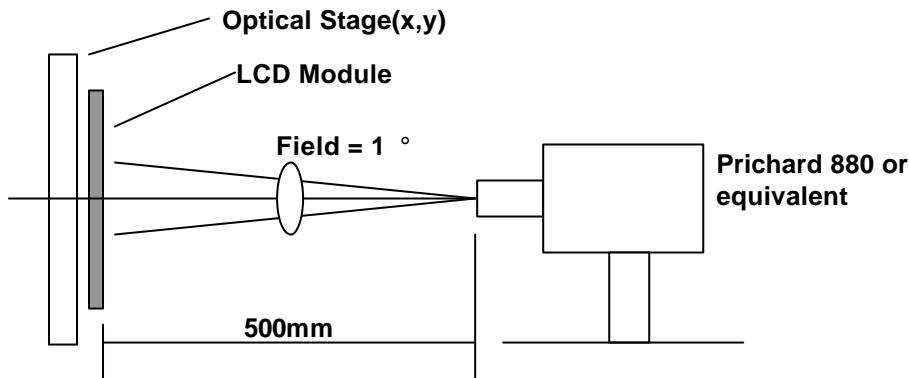 Optical Stage(x,y)
LCD Module
Field = 1 °
Prichard 880 or
equivalent
500mm